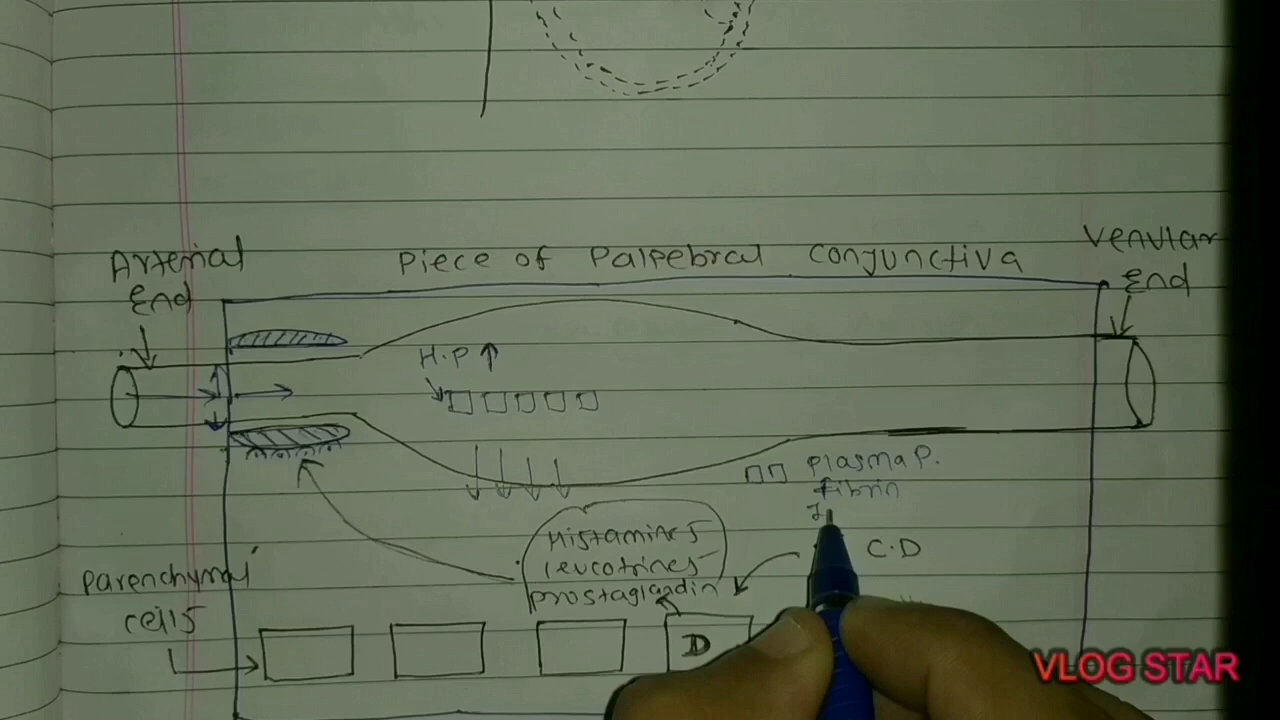 Arterial
End
Piece of Palpebral Conjunctiva
Venular
End
H.P ↑
Plasma P.
fibrin
C.D
Histamines
leucotrines
prostaglandin
Parenchymal
cells
D
VLOG STAR